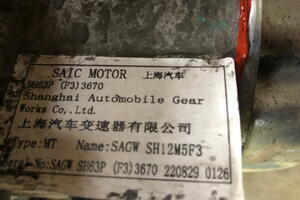 SAIC MOTOR 上海汽车
SH63P (F3)3670
Shanghai Automobile Gear
Works Co,.Ltd.
上海汽车变速器有限公司
Type:MT Name:SAGW SH12M5F3
Serial No:SAGW SH63P (F3)3670 220829 0126